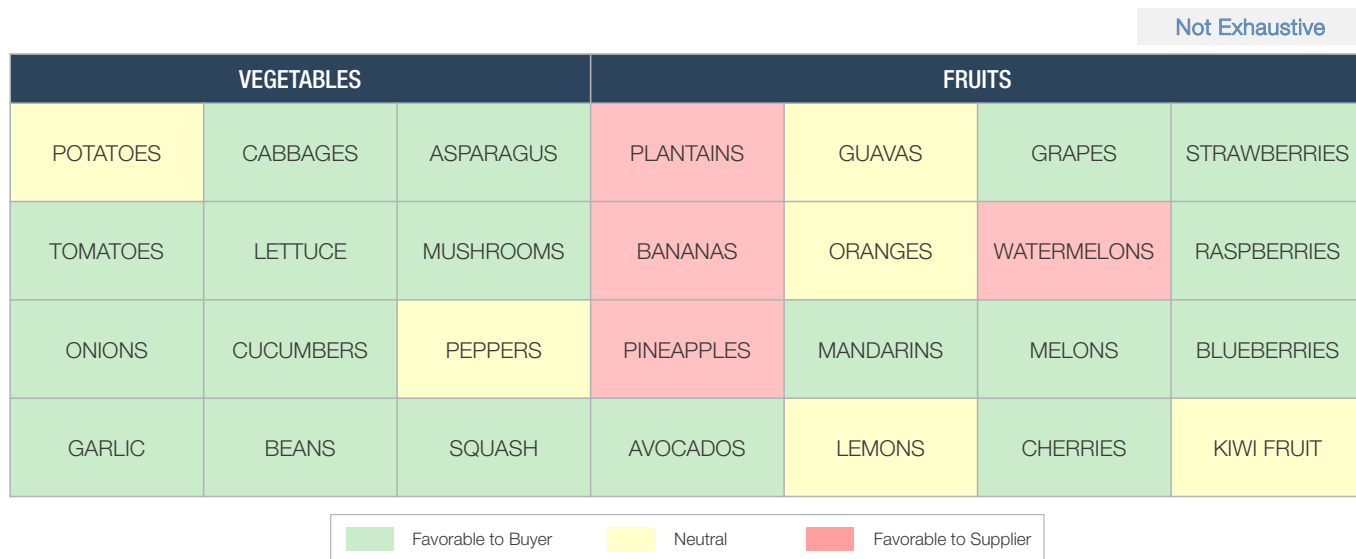 Not Exhaustive
VEGETABLES FRUITS
POTATOES CABBAGES ASPARAGUS PLANTAINS GUAVAS GRAPES STRAWBERRIES
TOMATOES LETTUCE MUSHROOMS BANANAS ORANGES WATERMELONS RASPBERRIES
ONIONS CUCUMBERS PEPPERS PINEAPPLES MANDARINS MELONS BLUEBERRIES
GARLIC BEANS SQUASH AVOCADOS LEMONS CHERRIES KIWI FRUIT
Favorable to Buyer Neutral Favorable to Supplier